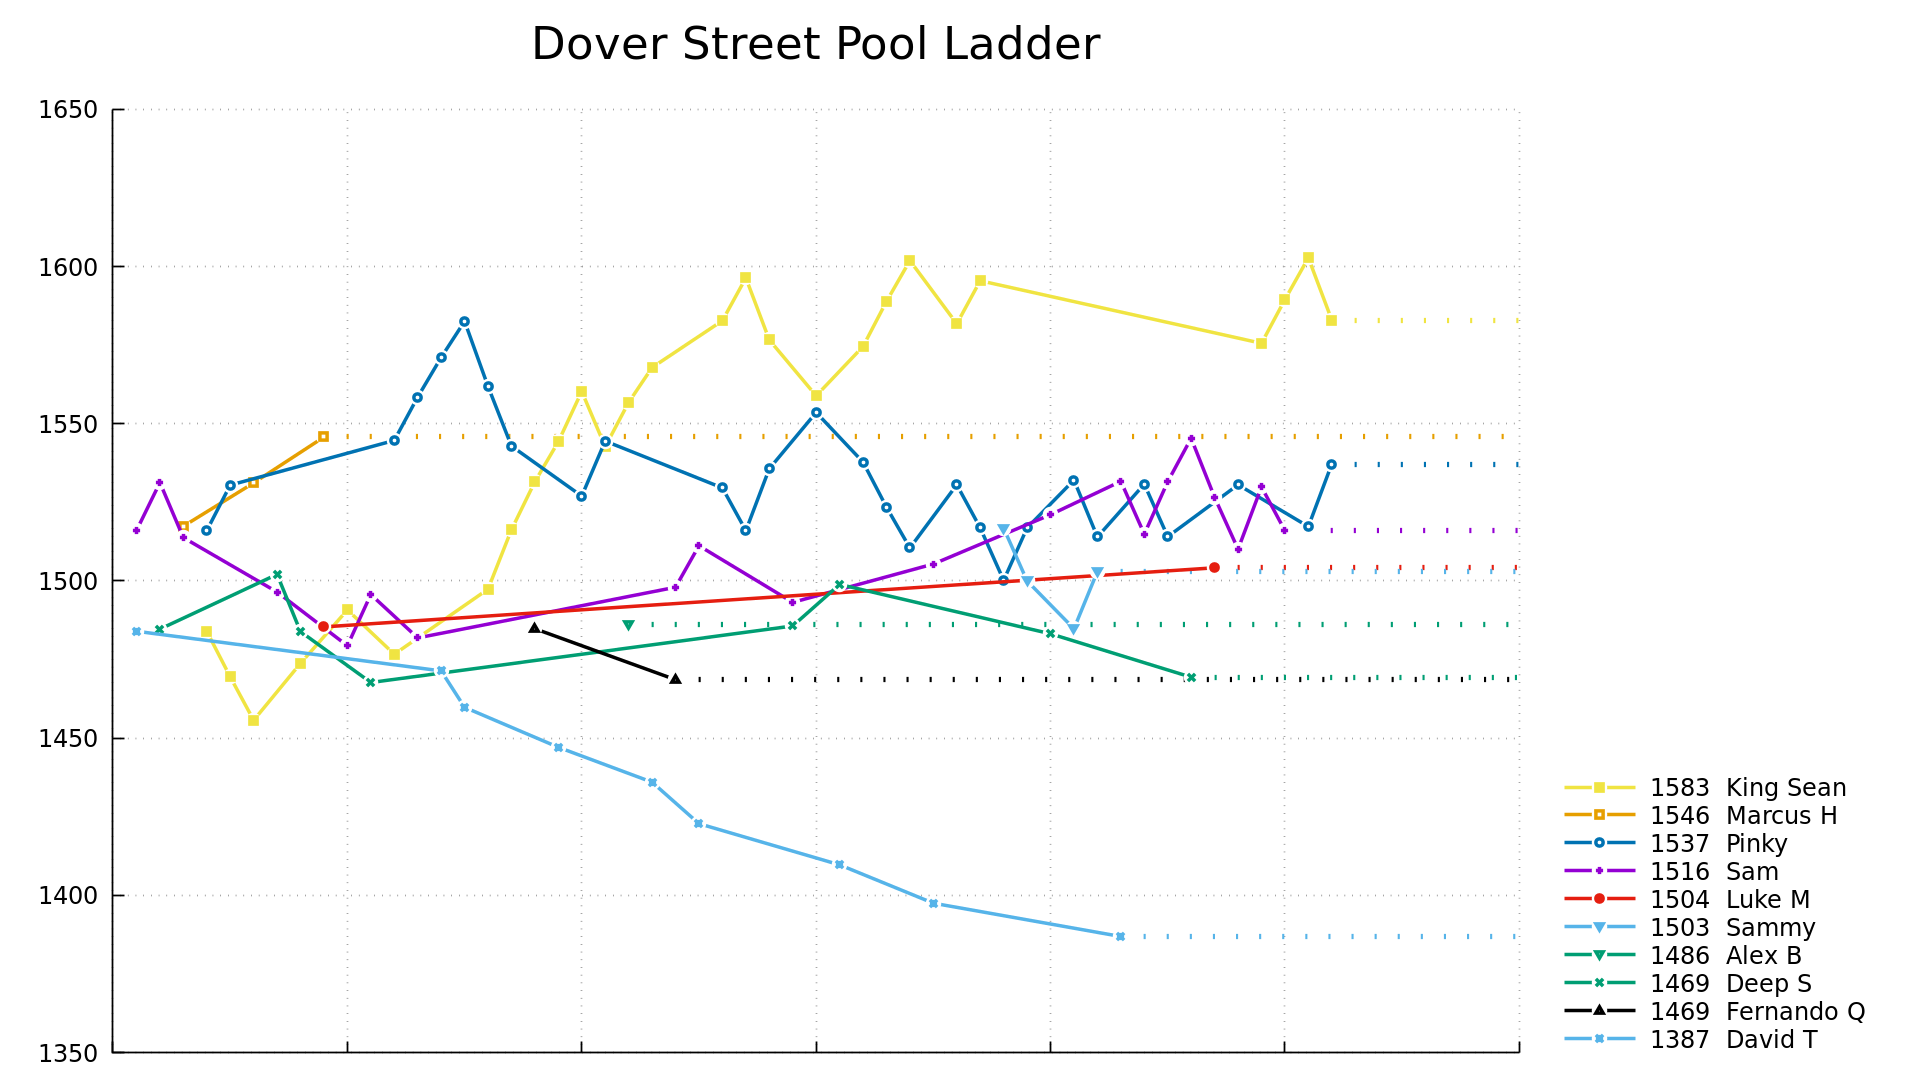 Dover Street Pool Ladder
1650
1600
1550
1500
1450
1400
1350
1583 King Sean
1546 Marcus H
1537 Pinky
1516 Sam
1504 Luke M
1503 Sammy
1486 Alex B
1469 Deep S
1469 Fernando Q
1387 David T